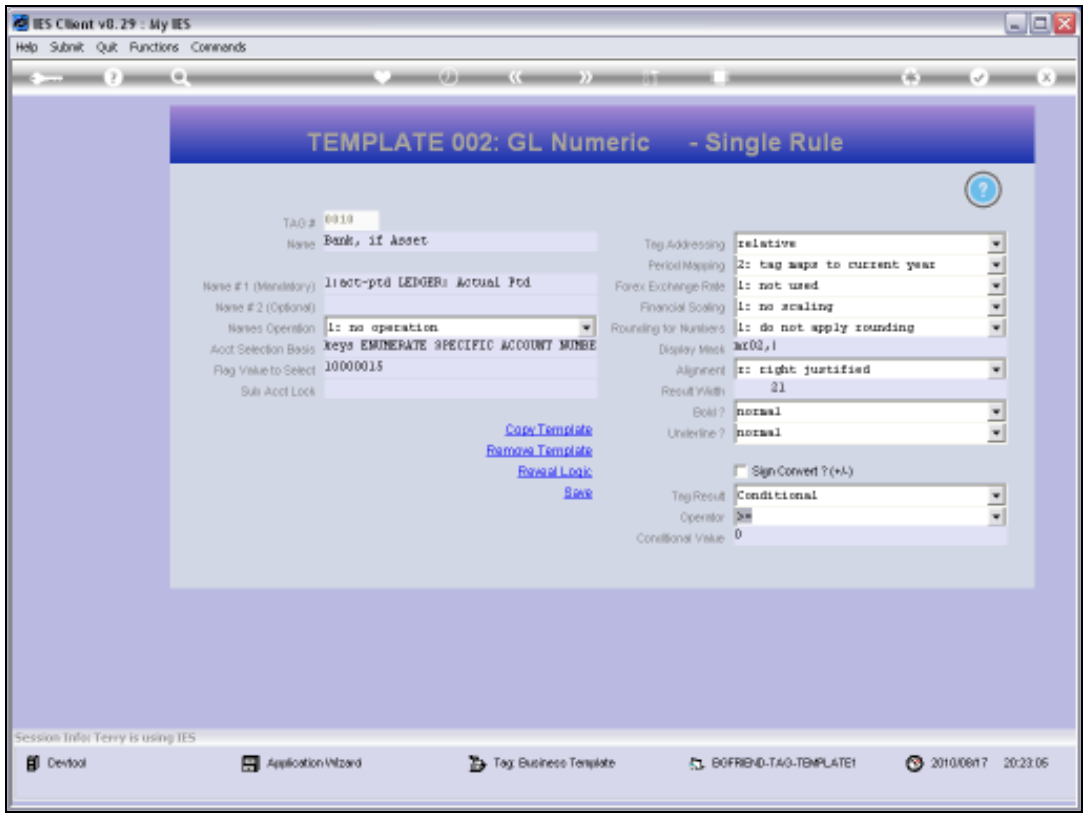 IES Client v8.29 : My IES
Help Submit Quit Functions Commands
TEMPLATE 002: GL Numeric - Single Rule
TAG # 0010
Name Bank, if Asset
Name # 1 (Mandatory) 1:act-ptd LEDGER: Actual Ptd
Name # 2 (Optional)
Names Operation 1: no operation
Acct Selection Basis keys ENUMERATE SPECIFIC ACCOUNT NUMBE
Flag Value to Select 10000015
Sub Acct Lock
Copy Template
Remove Template
Reveal Logic
Save
Tag Addressing relative
Period Mapping 2: tag maps to current year
Forex Exchange Rate 1: not used
Financial Scaling 1: no scaling
Rounding for Numbers 1: do not apply rounding
Display Mask
Alignment r: right justified
Result Width 21
Bold ? normal
Underline ? normal
Sign Convert ? (+/-)
Tag Result Conditional
Operator >=
Conditional Value 0
Session Info: Terry is using IES
Devtool Application Wizard Tag: Business Template BGFRIEND-TAG-TEMPLATE1 2010/08/17 20:23:05